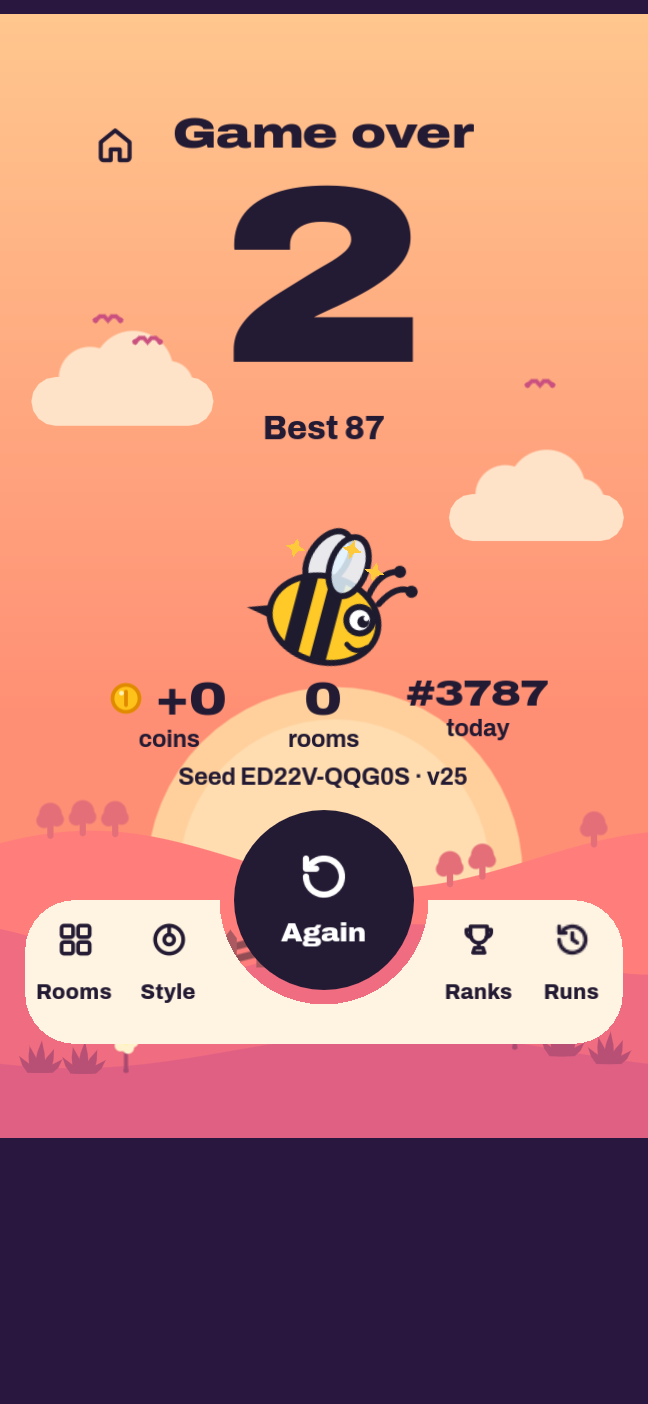 Game over
2
Best 87
+0 0 #3787
coins rooms today
Seed ED22V-QQG0S · v25
Again
Rooms Style Ranks Runs